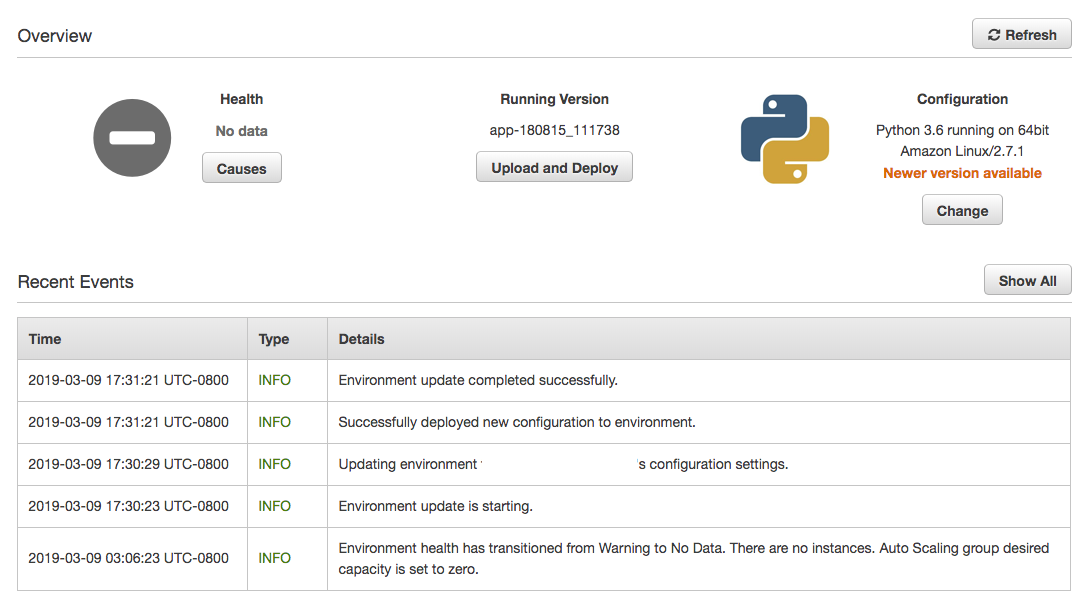 Overview
Refresh
Health
No data
Causes
Running Version
app-180815_111738
Upload and Deploy
Configuration
Python 3.6 running on 64bit
Amazon Linux/2.7.1
Newer version available
Change
Recent Events
Show All
Time Type Details
2019-03-09 17:31:21 UTC-0800 INFO Environment update completed successfully.
2019-03-09 17:31:21 UTC-0800 INFO Successfully deployed new configuration to environment.
2019-03-09 17:30:29 UTC-0800 INFO Updating environment 's configuration settings.
2019-03-09 17:30:23 UTC-0800 INFO Environment update is starting.
2019-03-09 03:06:23 UTC-0800 INFO Environment health has transitioned from Warning to No Data. There are no instances. Auto Scaling group desired
capacity is set to zero.